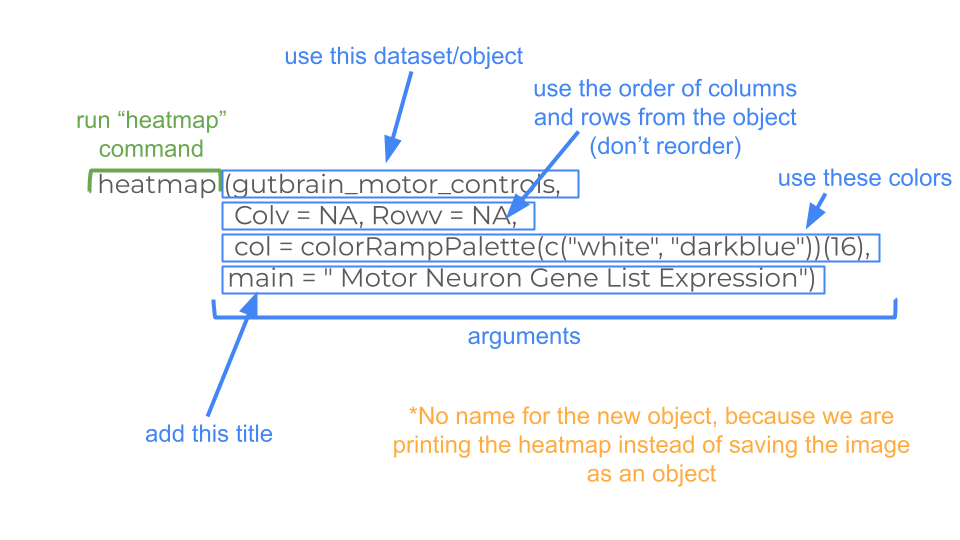 use this dataset/object
use the order of columns
and rows from the object
(don't reorder)
run “heatmap”
command
use these colors
heatmap(gutbrain_motor_controls,
Colv = NA, Rowv = NA,
col = colorRampPalette(c("white", "darkblue"))(16),
main = " Motor Neuron Gene List Expression")
arguments
add this title
*No name for the new object, because we are
printing the heatmap instead of saving the image
as an object